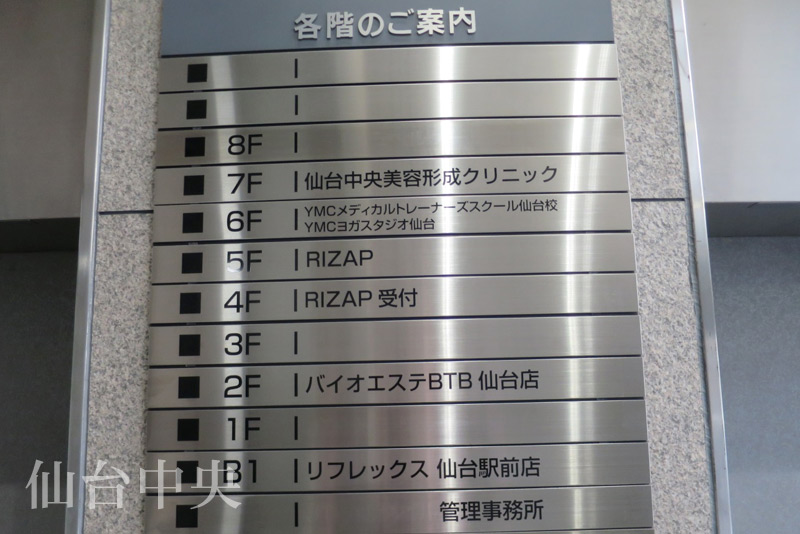 各階のご案内
8F
7F 仙台中央美容形成クリニック
6F YMCメディカルトレーナーズスクール仙台校
YMCヨガスタジオ仙台
5F RIZAP
4F RIZAP 受付
3F
2F バイオエステBTB 仙台店
1F
B1 リフレックス 仙台駅前店
管理事務所
仙台中央